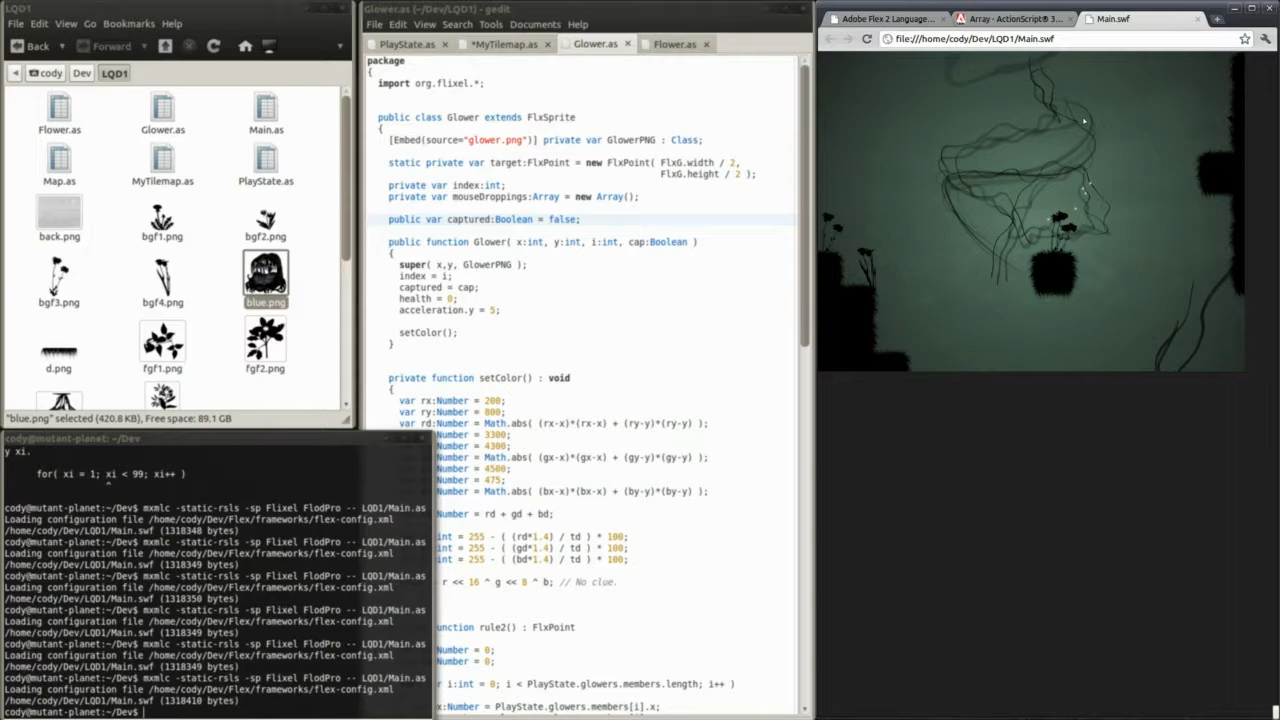 LQD1
File Edit View Go Bookmarks Help
Back Forward
cody Dev LQD1
Flower.as Glower.as Main.as
Map.as MyTilemap.as PlayState.as
back.png bgf1.png bgf2.png
bgf3.png bgf4.png blue.png
d.png fgf1.png fgf2.png
"blue.png" selected (420.8 KB), Free space: 89.1 GB
cody@mutant-planet: ~/Dev
y xi.
for( xi = 1; xi < 99; xi++ )
^
cody@mutant-planet:~/Dev$ mxmlc -static-rsls -sp Flixel FlodPro -- LQD1/Main.as
Loading configuration file /home/cody/Dev/Flex/frameworks/flex-config.xml
/home/cody/Dev/LQD1/Main.swf (1318348 bytes)
cody@mutant-planet:~/Dev$ mxmlc -static-rsls -sp Flixel FlodPro -- LQD1/Main.as
Loading configuration file /home/cody/Dev/Flex/frameworks/flex-config.xml
/home/cody/Dev/LQD1/Main.swf (1318349 bytes)
cody@mutant-planet:~/Dev$ mxmlc -static-rsls -sp Flixel FlodPro -- LQD1/Main.as
Loading configuration file /home/cody/Dev/Flex/frameworks/flex-config.xml
/home/cody/Dev/LQD1/Main.swf (1318350 bytes)
cody@mutant-planet:~/Dev$ mxmlc -static-rsls -sp Flixel FlodPro -- LQD1/Main.as
Loading configuration file /home/cody/Dev/Flex/frameworks/flex-config.xml
/home/cody/Dev/LQD1/Main.swf (1318349 bytes)
cody@mutant-planet:~/Dev$ mxmlc -static-rsls -sp Flixel FlodPro -- LQD1/Main.as
Loading configuration file /home/cody/Dev/Flex/frameworks/flex-config.xml
/home/cody/Dev/LQD1/Main.swf (1318349 bytes)
cody@mutant-planet:~/Dev$ mxmlc -static-rsls -sp Flixel FlodPro -- LQD1/Main.as
Loading configuration file /home/cody/Dev/Flex/frameworks/flex-config.xml
/home/cody/Dev/LQD1/Main.swf (1318410 bytes)
cody@mutant-planet:~/Dev$
Glower.as (~/Dev/LQD1) - gedit
File Edit View Search Tools Documents Help
PlayState.as *MyTilemap.as Glower.as Flower.as
package
{
import org.flixel.*;
public class Glower extends FlxSprite
{
[Embed(source="glower.png")] private var GlowerPNG : Class;
static private var target:FlxPoint = new FlxPoint( FlxG.width / 2,
FlxG.height / 2 );
private var index:int;
private var mouseDroppings:Array = new Array();
public var captured:Boolean = false;
public function Glower( x:int, y:int, i:int, cap:Boolean )
{
super( x,y, GlowerPNG );
index = i;
captured = cap;
health = 0;
acceleration.y = 5;
setColor();
}
private function setColor() : void
{
var rx:Number = 200;
var ry:Number = 800;
var rd:Number = Math.abs( (rx-x)*(rx-x) + (ry-y)*(ry-y) );
Number = 3300;
Number = 4300;
Number = Math.abs( (gx-x)*(gx-x) + (gy-y)*(gy-y) );
Number = 4500;
Number = 475;
Number = Math.abs( (bx-x)*(bx-x) + (by-y)*(by-y) );
Number = rd + gd + bd;
int = 255 - ( (rd*1.4) / td ) * 100;
int = 255 - ( (gd*1.4) / td ) * 100;
int = 255 - ( (bd*1.4) / td ) * 100;
r << 16 ^ g << 8 ^ b; // No clue.
unction rule2() : FlxPoint
Number = 0;
Number = 0;
r i:int = 0; i < PlayState.glowers.members.length; i++ )
x:Number = PlayState.glowers.members[i].x;
Adobe Flex 2 Language... Array - ActionScript® 3... Main.swf
file:///home/cody/Dev/LQD1/Main.swf